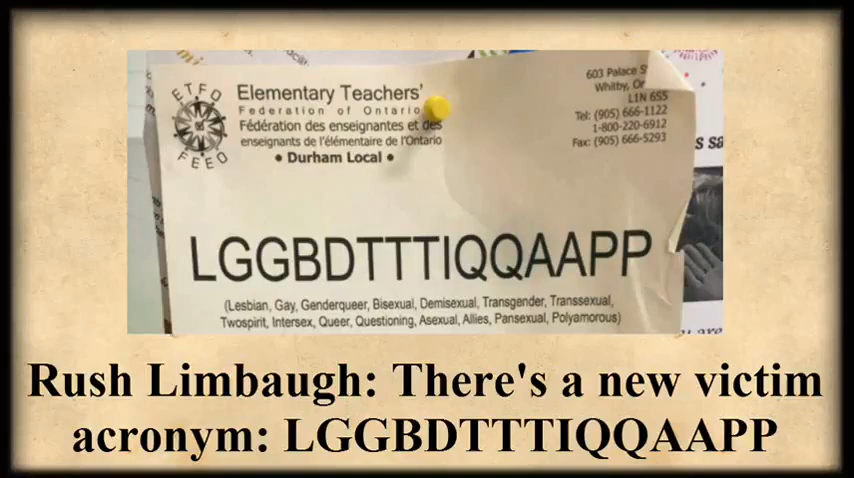 ETFO
FEEO
Elementary Teachers'
Federation of Ontario
Fédération des enseignantes et des
enseignants de l'élémentaire de l'Ontario
• Durham Local •
603 Palace
Whitby,
L1N 6S5
Tel: (905) 666-1122
1-800-220-6912
Fax: (905) 666-5293
LGGBDTTTIQQAAPP
(Lesbian, Gay, Genderqueer, Bisexual, Demisexual, Transgender, Transsexual,
Twospirit, Intersex, Queer, Questioning, Asexual, Allies, Pansexual, Polyamorous)
Rush Limbaugh: There's a new victim
acronym: LGGBDTTTIQQAAPP